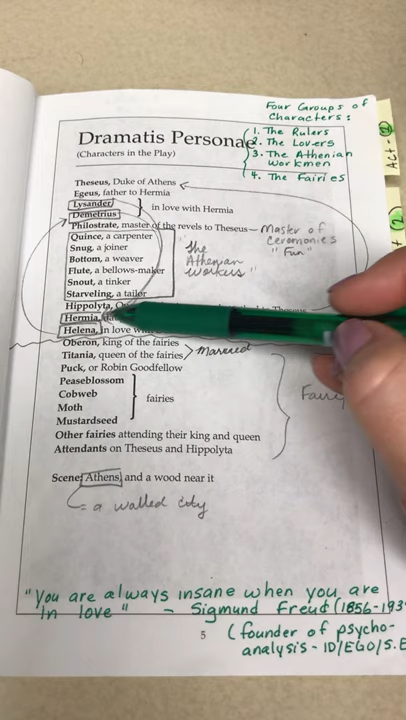 Four Groups of
Characters:
1. The Rulers
2. The Lovers
3. The Athenian
Workmen
4. The Fairies
Dramatis Personae
(Characters in the Play)
Act-1
2
Theseus, Duke of Athens
Egeus, father to Hermia
Lysander
Demetrius
in love with Hermia
Philostrate, master of the revels to Theseus
Master of
Ceremonies
"Fun"
Quince, a carpenter
Snug, a joiner
Bottom, a weaver
Flute, a bellows-maker
Snout, a tinker
Starveling, a tailor
"The
Athenian
Workers"
Hippolyta,
Hermia,
Helena, in love
Oberon, king of the fairies
Titania, queen of the fairies,
Married
Puck, or Robin Goodfellow
Peaseblossom
Cobweb
Moth
Mustardseed
fairies
Other fairies attending their king and queen
Attendants on Theseus and Hippolyta
Scene: Athens, and a wood near it
= a walled city
"You are always insane when you are
in love" - Sigmund Freud (1856-193
5
(founder of psycho-
analysis - ID/EGO/S.E